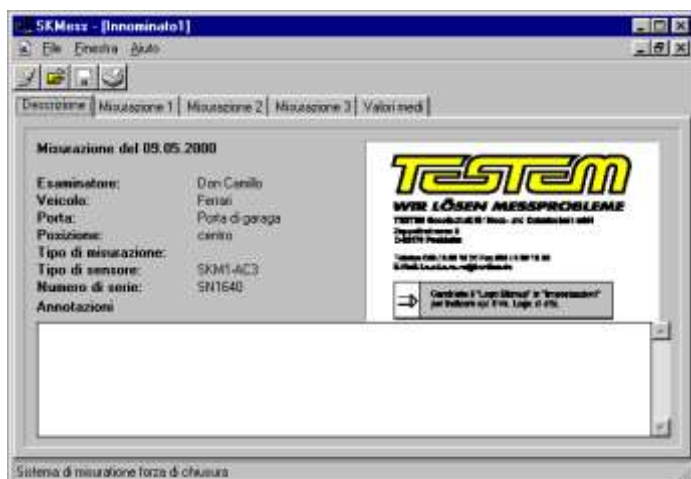 SKMess - [Innominato1]
File Finestra Aiuto
Descrizione Misurazione 1 Misurazione 2 Misurazione 3 Valori medi
Misurazione del 09.05.2000
Esaminatore: Don Camillo
Veicolo: Ferrari
Porta: Porta di garaga
Posizione: centro
Tipo di misurazione:
Tipo di sensore: SKM1-AC3
Numero di serie: SN1640
Annotazioni
TESTEM
WIR LÖSEN MESSPROBLEME
Sistema di misuratione forza di chiusura